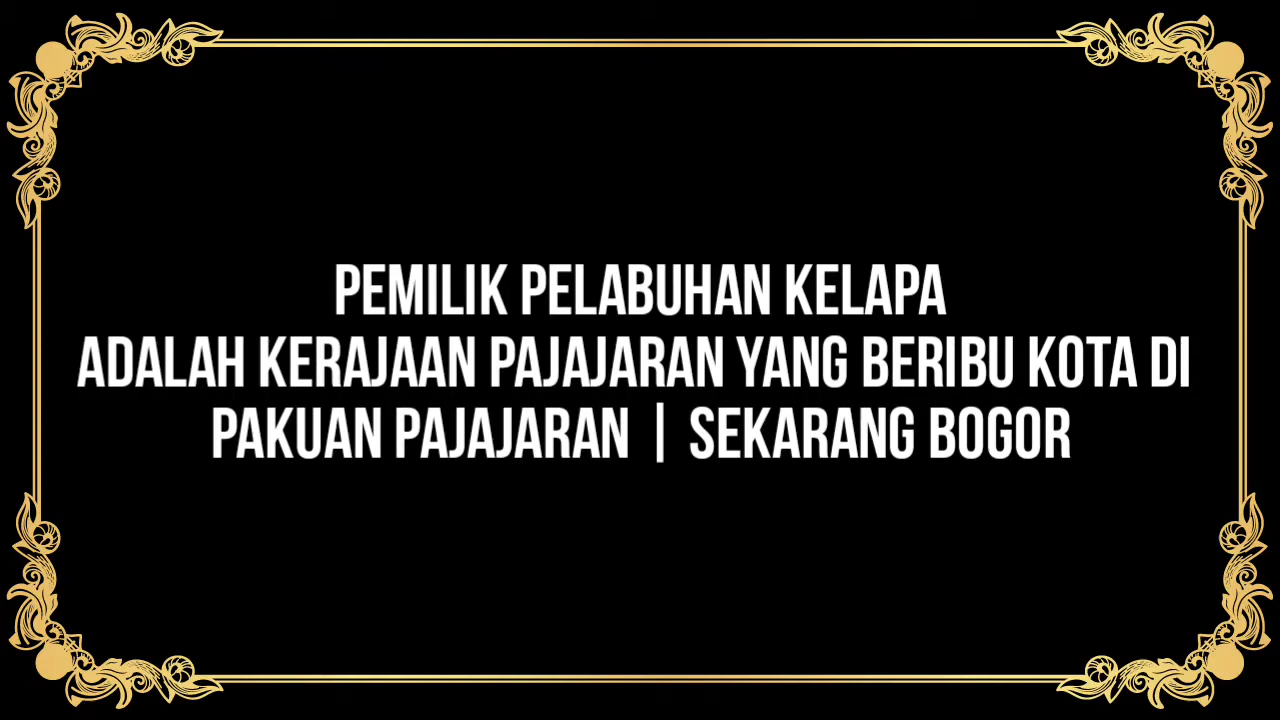 PEMILIK PELABUHAN KELAPA
ADALAH KERAJAAN PAJAJARAN YANG BERIBU KOTA DI
PAKUAN PAJAJARAN | SEKARANG BOGOR